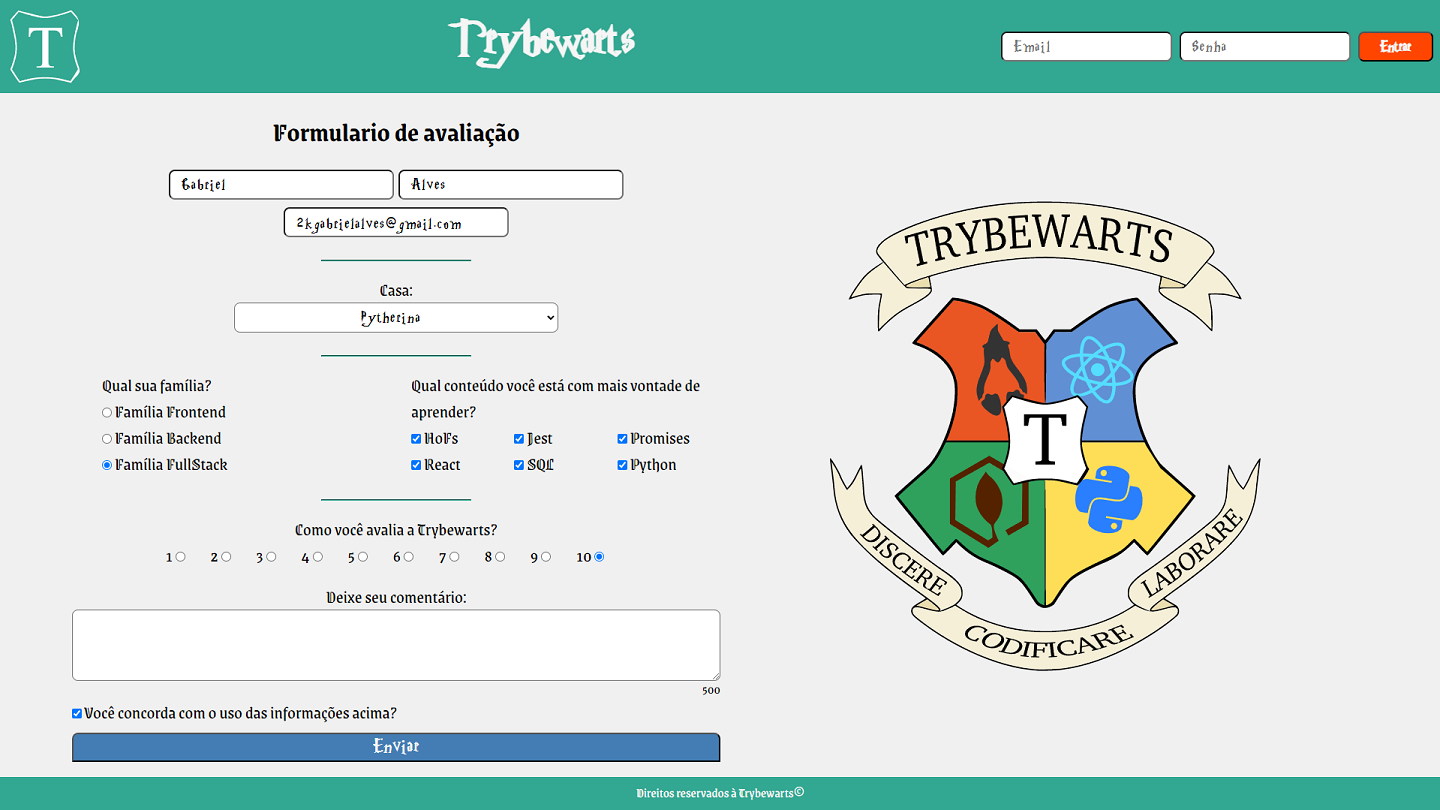 T
Trybewarts
Email
Senha
Entrar
Formulario de avaliação
Gabriel
Alves
2kgabrielalves@gmail.com
Casa:
Pytherina
Qual sua família?
Família Frontend
Família Backend
Família FullStack
Qual conteúdo você está com mais vontade de
aprender?
HoFs Jest Promises
React SQL Python
Como você avalia a Trybewarts?
1 2 3 4 5 6 7 8 9 10
Deixe seu comentário:
500
Você concorda com o uso das informações acima?
Enviar
TRYBEWARTS
T
DISCERE
CODIFICARE
LABORARE
Direitos reservados à Trybewarts©